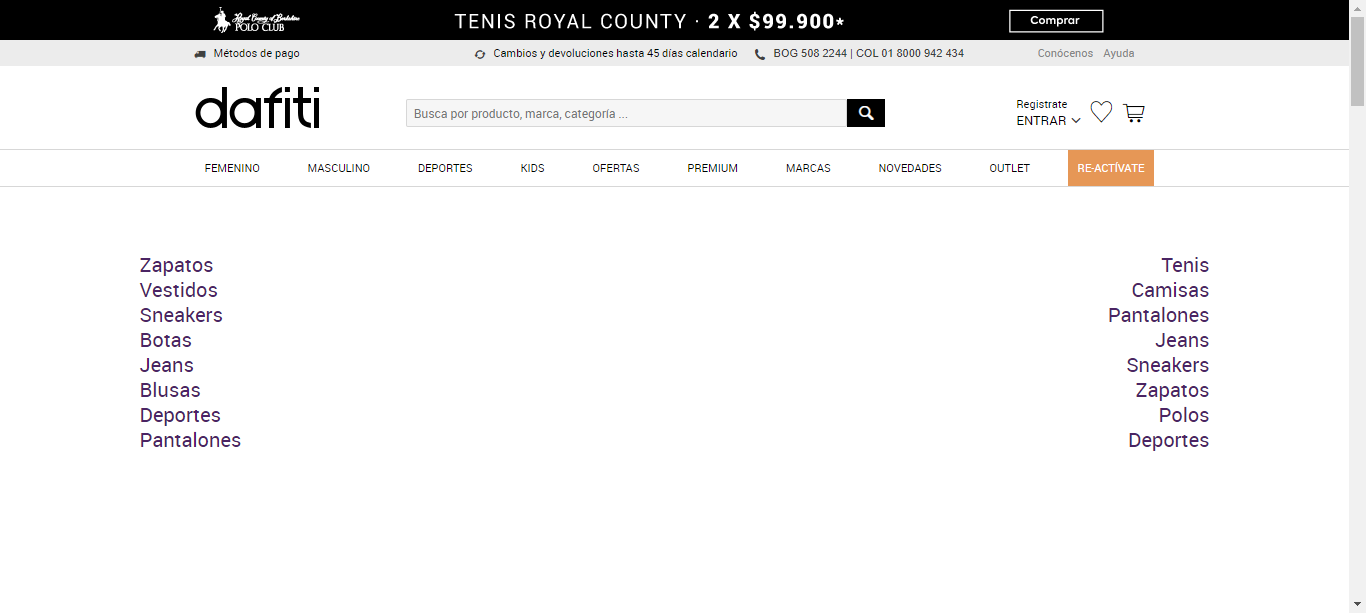 Royal County of Berkshire
POLO CLUB
TENIS ROYAL COUNTY · 2 X $99.900*
Comprar
Métodos de pago
Cambios y devoluciones hasta 45 días calendario
BOG 508 2244 | COL 01 8000 942 434
Conócenos
Ayuda
dafiti
Busca por producto, marca, categoría ...
Registrate
ENTRAR
FEMENINO
MASCULINO
DEPORTES
KIDS
OFERTAS
PREMIUM
MARCAS
NOVEDADES
OUTLET
RE-ACTÍVATE
Zapatos
Vestidos
Sneakers
Botas
Jeans
Blusas
Deportes
Pantalones
Tenis
Camisas
Pantalones
Jeans
Sneakers
Zapatos
Polos
Deportes